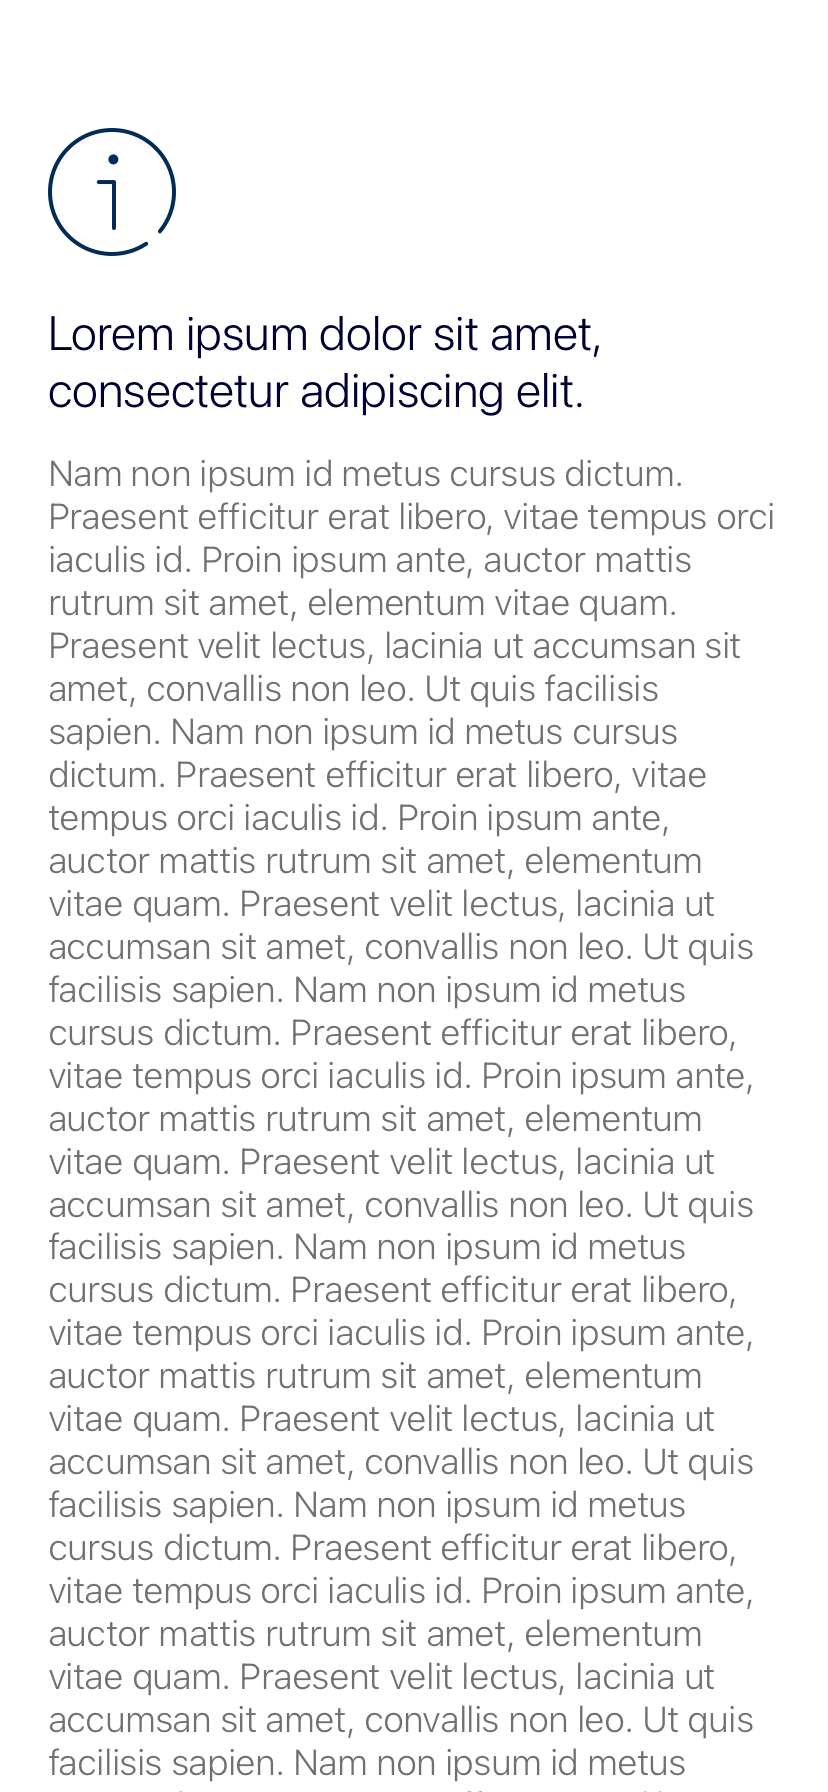 Lorem ipsum dolor sit amet,
consectetur adipiscing elit.
Nam non ipsum id metus cursus dictum.
Praesent efficitur erat libero, vitae tempus orci
iaculis id. Proin ipsum ante, auctor mattis
rutrum sit amet, elementum vitae quam.
Praesent velit lectus, lacinia ut accumsan sit
amet, convallis non leo. Ut quis facilisis
sapien. Nam non ipsum id metus cursus
dictum. Praesent efficitur erat libero, vitae
tempus orci iaculis id. Proin ipsum ante,
auctor mattis rutrum sit amet, elementum
vitae quam. Praesent velit lectus, lacinia ut
accumsan sit amet, convallis non leo. Ut quis
facilisis sapien. Nam non ipsum id metus
cursus dictum. Praesent efficitur erat libero,
vitae tempus orci iaculis id. Proin ipsum ante,
auctor mattis rutrum sit amet, elementum
vitae quam. Praesent velit lectus, lacinia ut
accumsan sit amet, convallis non leo. Ut quis
facilisis sapien. Nam non ipsum id metus
cursus dictum. Praesent efficitur erat libero,
vitae tempus orci iaculis id. Proin ipsum ante,
auctor mattis rutrum sit amet, elementum
vitae quam. Praesent velit lectus, lacinia ut
accumsan sit amet, convallis non leo. Ut quis
facilisis sapien. Nam non ipsum id metus
cursus dictum. Praesent efficitur erat libero,
vitae tempus orci iaculis id. Proin ipsum ante,
auctor mattis rutrum sit amet, elementum
vitae quam. Praesent velit lectus, lacinia ut
accumsan sit amet, convallis non leo. Ut quis
facilisis sapien. Nam non ipsum id metus